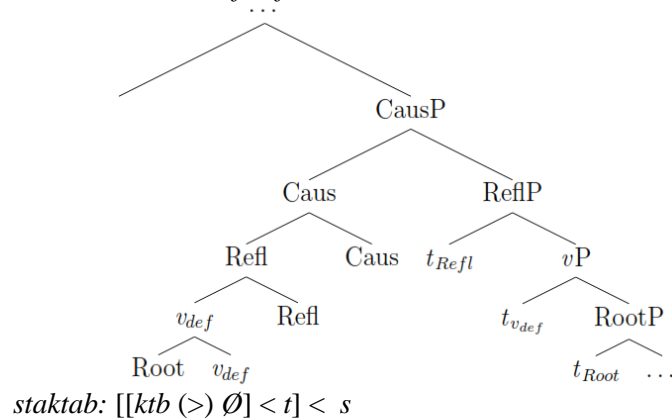 ...
CausP
Caus ReflP
Refl Caus t_Refl vP
v_def Refl t_v_def RootP
Root v_def t_Root ...
staktab: [[ktb (>) Ø] < t] < s